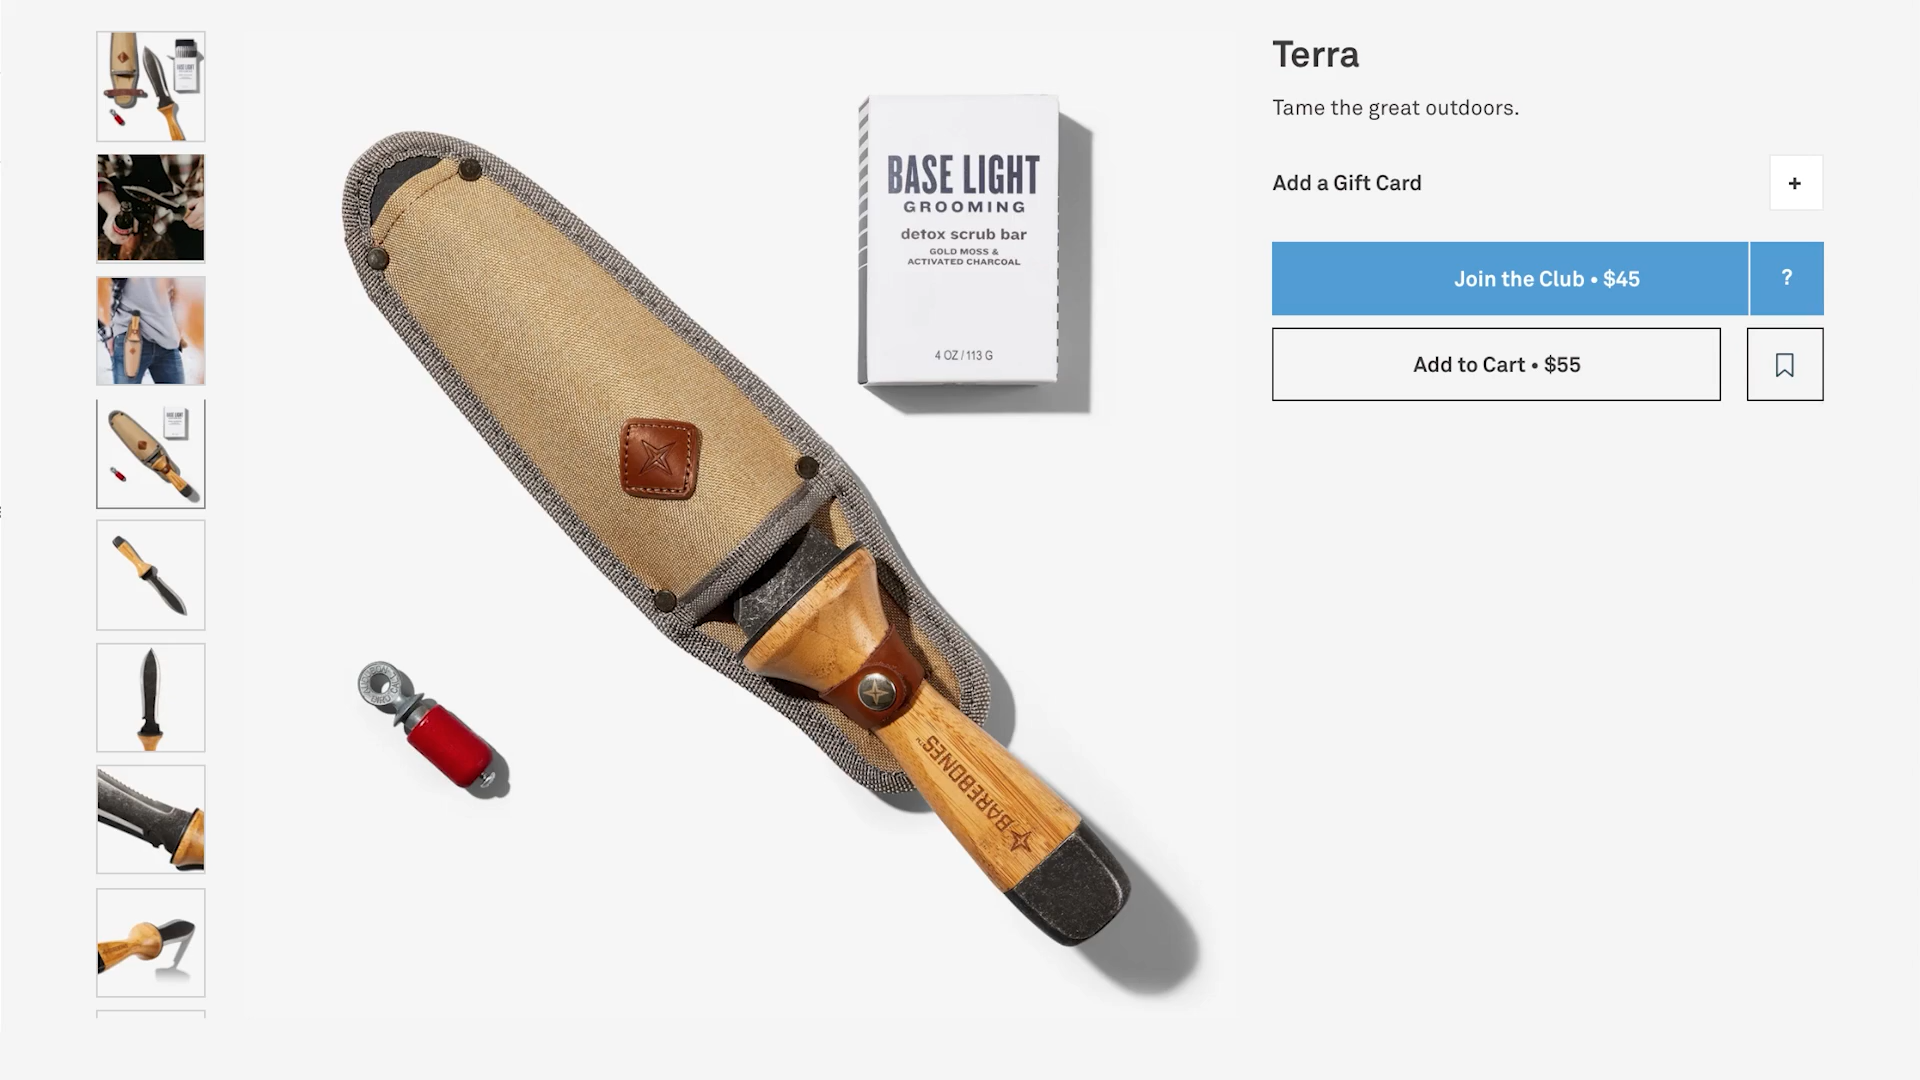 Terra
Tame the great outdoors.
Add a Gift Card
+
Join the Club • $45
?
Add to Cart • $55
BASE LIGHT
GROOMING
detox scrub bar
GOLD MOSS &
ACTIVATED CHARCOAL
4 OZ / 113 G
BAREBONES™